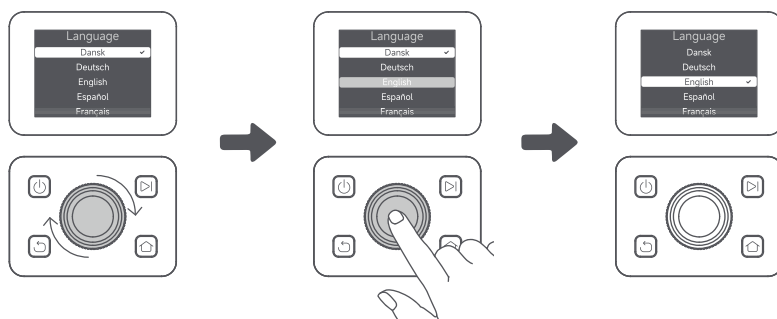 Language
Dansk
Deutsch
English
Español
Français
Language
Dansk
Deutsch
English
Español
Français
Language
Dansk
Deutsch
English
Español
Français